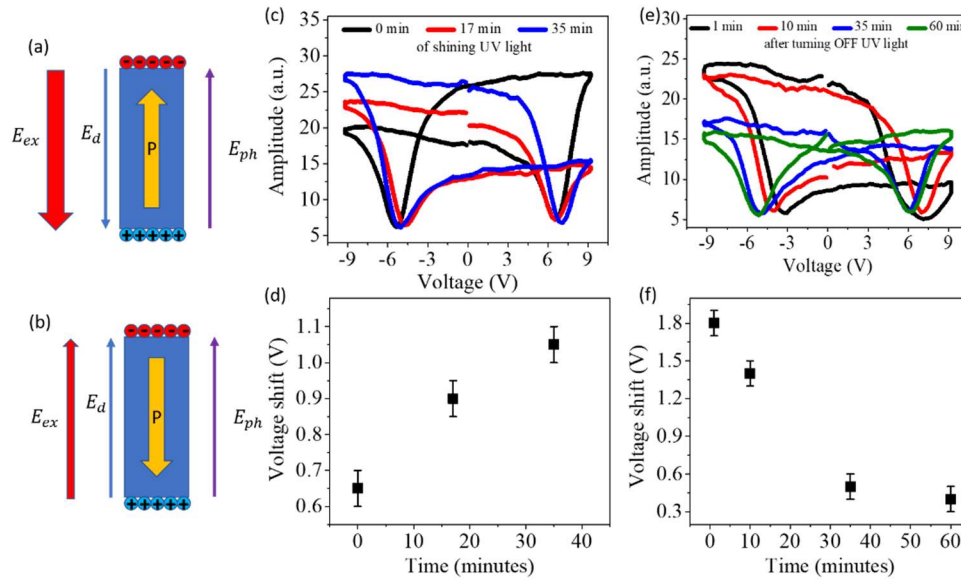 (a)
E_ex
E_d
P
E_ph
(b)
E_ex
E_d
P
E_ph
(c)
0 min 17 min 35 min
of shining UV light
Amplitude (a.u.)
35
30
25
20
15
10
5
-9 -6 -3 0 3 6 9
Voltage (V)
(d)
Voltage shift (V)
1.1
1.0
0.9
0.8
0.7
0.6
0 10 20 30 40
Time (minutes)
(e)
1 min 10 min 35 min 60 min
after tuming OFF UV light
Amplitude (a.u.)
30
25
20
15
10
5
-9 -6 -3 0 3 6 9
Voltage (V)
(f)
Voltage shift (V)
1.8
1.5
1.2
0.9
0.6
0.3
0 10 20 30 40 50 60
Time (minutes)